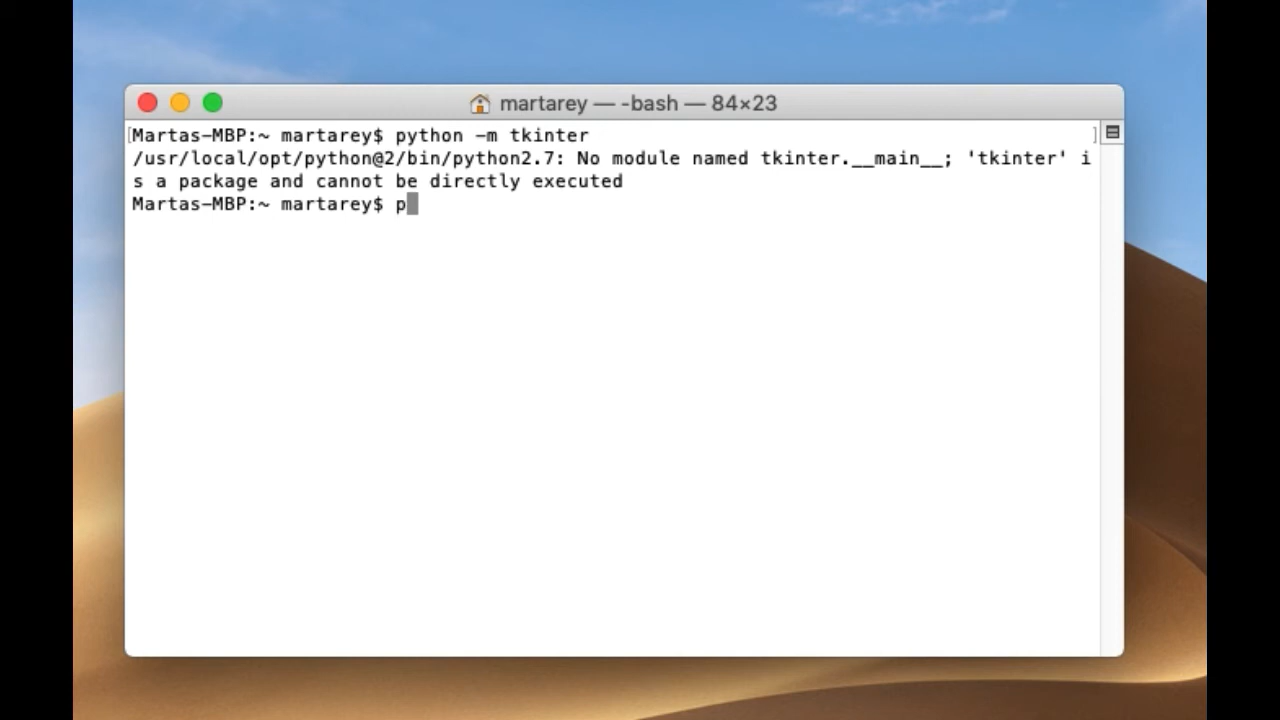 martarey — -bash — 84×23
[Martas-MBP:~ martarey$ python -m tkinter ]
/usr/local/opt/python@2/bin/python2.7: No module named tkinter.__main__; 'tkinter' i
s a package and cannot be directly executed
Martas-MBP:~ martarey$ p